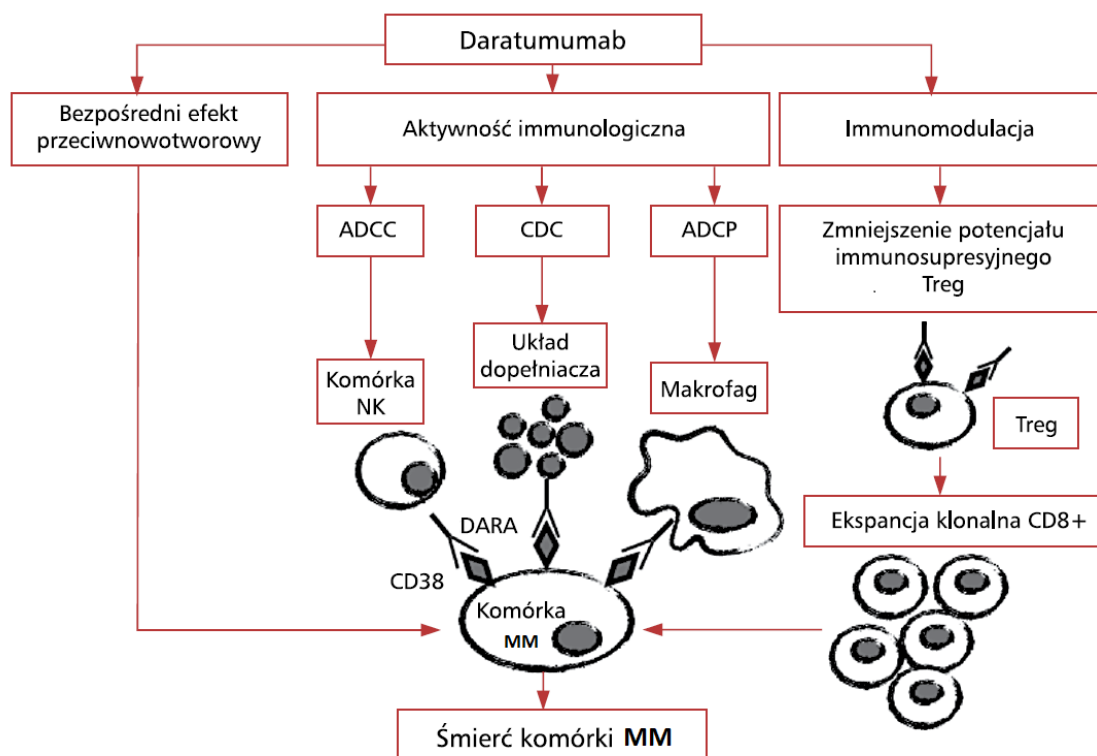 Daratumumab
Bezpośredni efekt
przeciwnowotworowy
Aktywność immunologiczna
Immunomodulacja
ADCC
CDC
ADCP
Zmniejszenie potencjału
immunosupresyjnego
Treg
Komórka
NK
Układ
dopełniacza
Makrofag
Treg
DARA
CD38
Ekspancja klonalna CD8+
Komórka
MM
Śmierć komórki MM